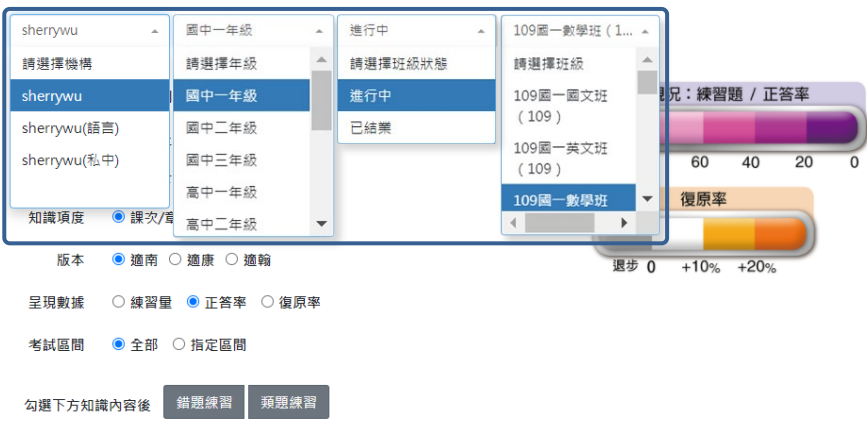 sherrywu
請選擇機構
sherrywu
sherrywu(語言)
sherrywu(私中)
國中一年級
請選擇年級
國中一年級
國中二年級
國中三年級
高中一年級
高中二年級
進行中
請選擇班級狀態
進行中
已結業
109國一數學班(1...
請選擇班級
109國一國文班
(109)
109國一英文班
(109)
109國一數學班
況：練習題 / 正答率
60 40 20 0
復原率
退步 0 +10% +20%
知識項度 課次/
版本 適南 適康 適翰
呈現數據 練習量 正答率 復原率
考試區間 全部 指定區間
勾選下方知識內容後 錯題練習 類題練習